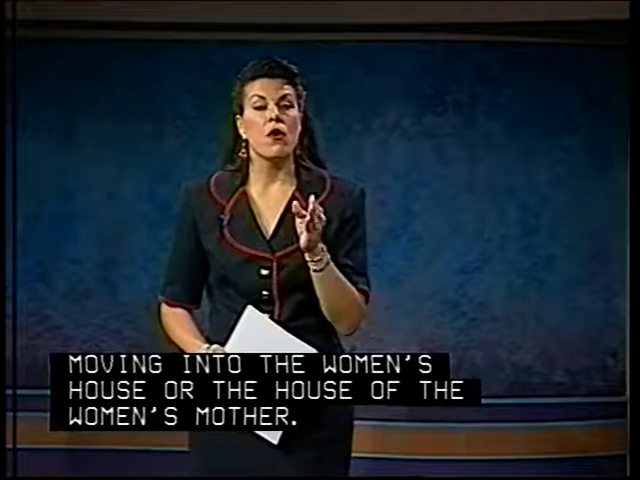 MOVING INTO THE WOMEN'S
HOUSE OR THE HOUSE OF THE
WOMEN'S MOTHER.